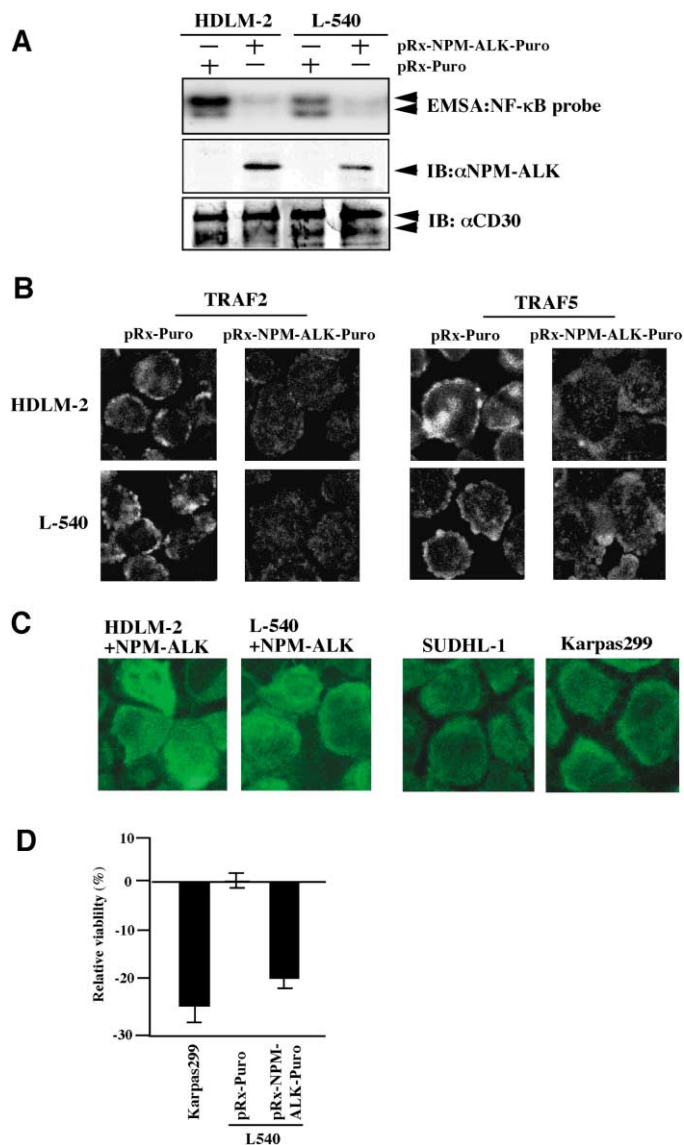 A
HDLM-2 L-540
— + — + pRx-NPM-ALK-Puro
+ — + — pRx-Puro
EMSA:NF-κB probe
IB:αNPM-ALK
IB: αCD30
B
TRAF2 TRAF5
pRx-Puro pRx-NPM-ALK-Puro pRx-Puro pRx-NPM-ALK-Puro
HDLM-2
L-540
C
HDLM-2 +NPM-ALK
L-540 +NPM-ALK
SUDHL-1
Karpas299
D
Relative viablilty (%)
10
0
-10
-20
-30
Karpas299
pRx-Puro
pRx-NPM-
ALK-Puro
L540